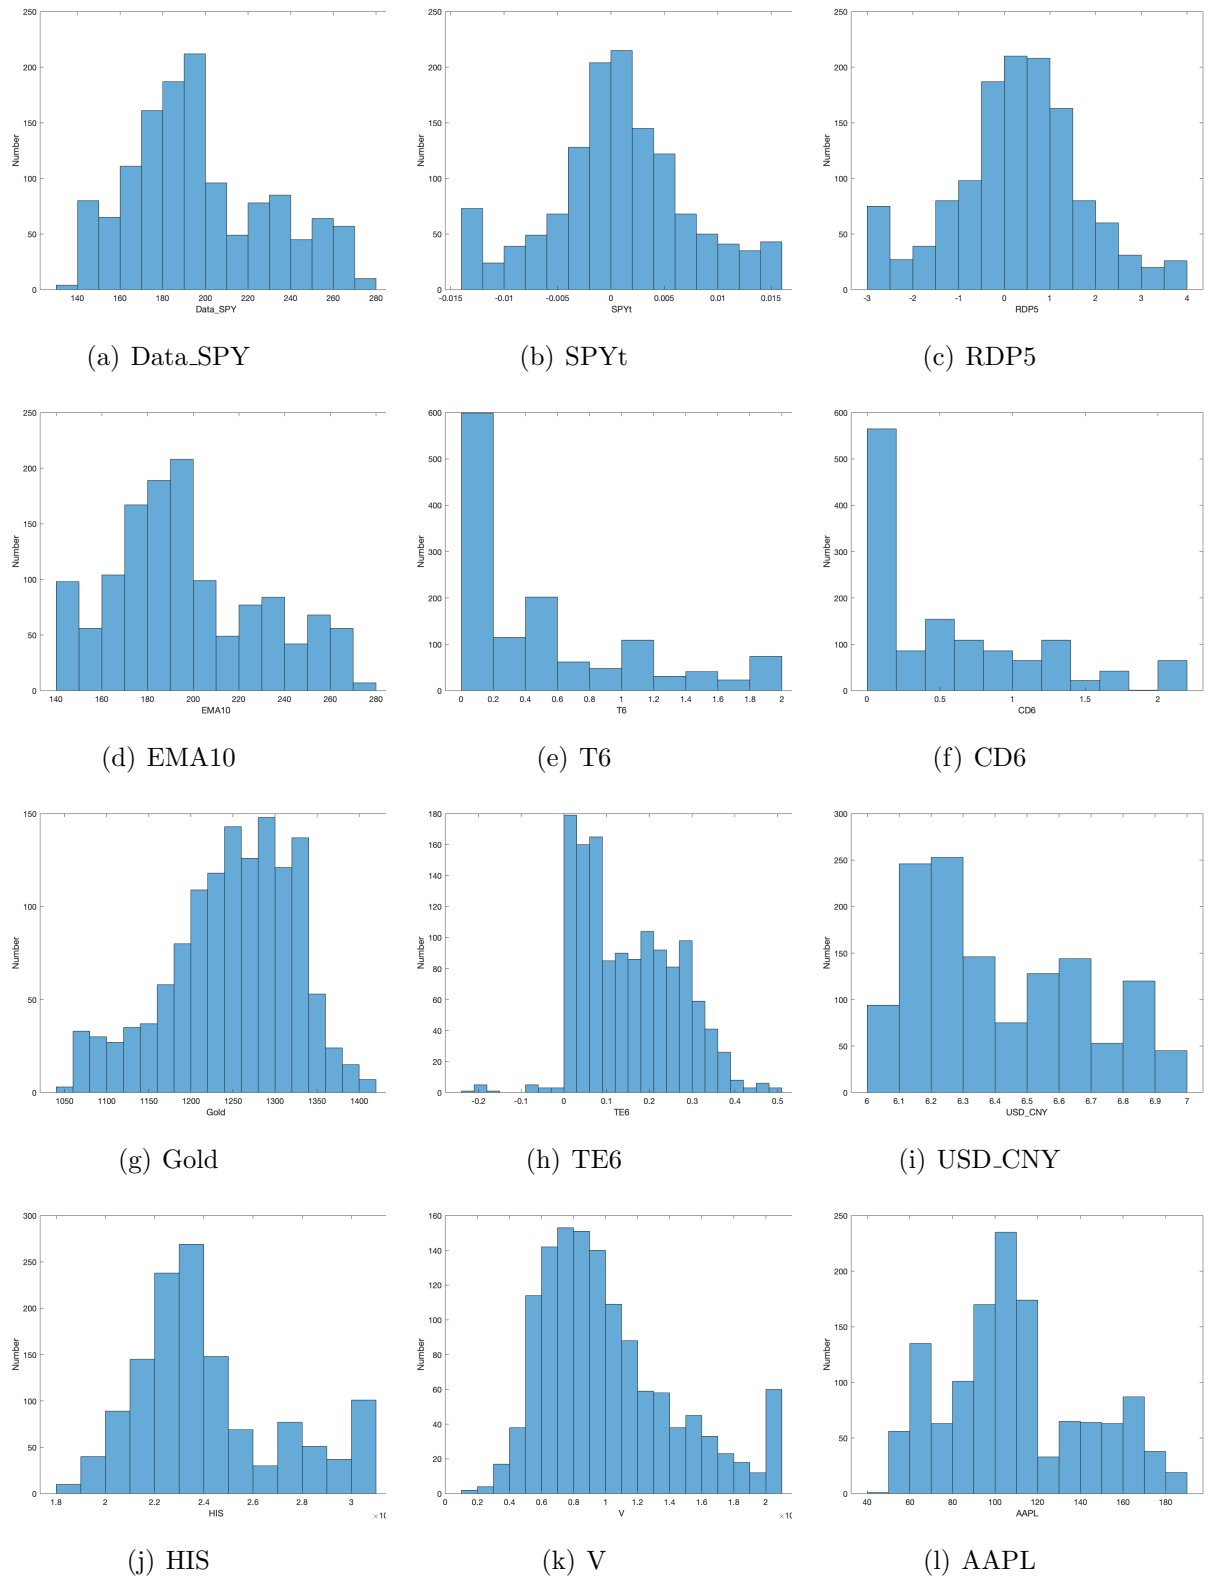 250
200
150
100
50
0
Number
140 160 180 200 220 240 260 280
Data_SPY
(a) Data_SPY
250
200
150
100
50
0
Number
-0.015 -0.01 -0.005 0 0.005 0.01 0.015
SPYt
(b) SPYt
250
200
150
100
50
0
Number
-3 -2 -1 0 1 2 3 4
RDP5
(c) RDP5
250
200
150
100
50
0
Number
140 160 180 200 220 240 260 280
EMA10
(d) EMA10
600
500
400
300
200
100
0
Number
0 0.2 0.4 0.6 0.8 1 1.2 1.4 1.6 1.8 2
T6
(e) T6
600
500
400
300
200
100
0
Number
0 0.5 1 1.5 2
CD6
(f) CD6
150
100
50
0
Number
1050 1100 1150 1200 1250 1300 1350 1400
Gold
(g) Gold
180
160
140
120
100
80
60
40
20
0
Number
-0.2 -0.1 0 0.1 0.2 0.3 0.4 0.5
TE6
(h) TE6
300
250
200
150
100
50
0
Number
6 6.1 6.2 6.3 6.4 6.5 6.6 6.7 6.8 6.9 7
USD_CNY
(i) USD_CNY
300
250
200
150
100
50
0
Number
1.8 2 2.2 2.4 2.6 2.8 3
HIS
×10
(j) HIS
160
140
120
100
80
60
40
20
0
Number
0 0.2 0.4 0.6 0.8 1 1.2 1.4 1.6 1.8 2
V
×10
(k) V
250
200
150
100
50
0
Number
40 60 80 100 120 140 160 180
AAPL
(l) AAPL